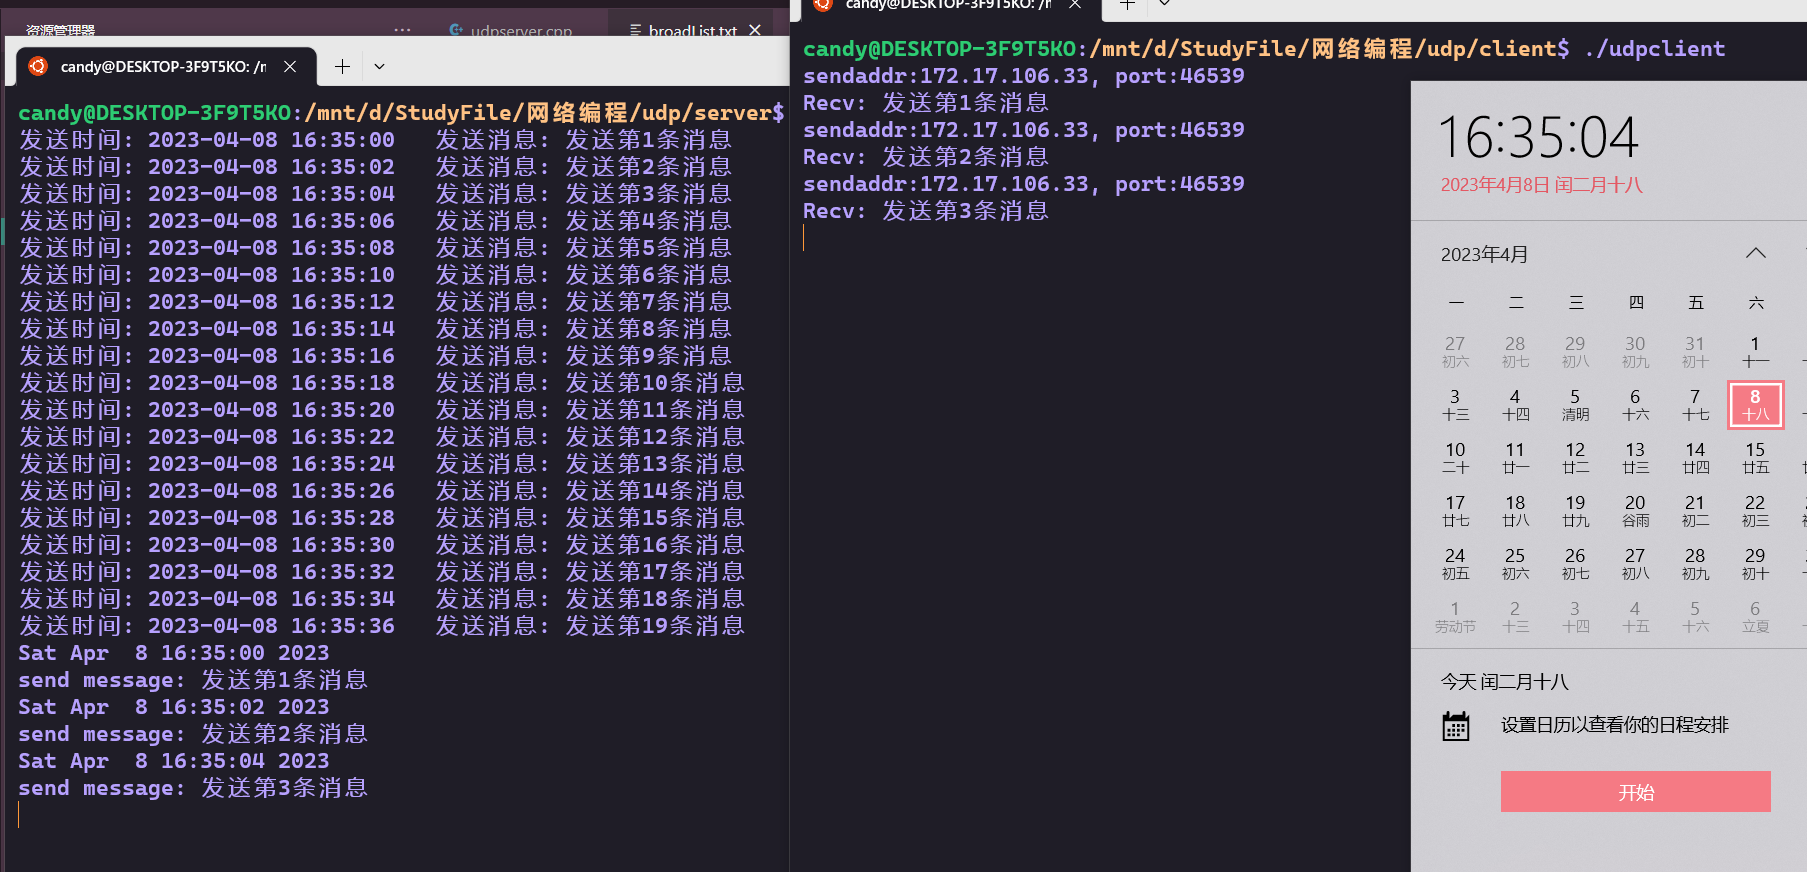 资源管理器
udpserver.cpp
broadList.txt
candy@DESKTOP-3F9T5KO: /n
candy@DESKTOP-3F9T5KO:/mnt/d/StudyFile/网络编程/udp/server$
发送时间: 2023-04-08 16:35:00 发送消息: 发送第1条消息
发送时间: 2023-04-08 16:35:02 发送消息: 发送第2条消息
发送时间: 2023-04-08 16:35:04 发送消息: 发送第3条消息
发送时间: 2023-04-08 16:35:06 发送消息: 发送第4条消息
发送时间: 2023-04-08 16:35:08 发送消息: 发送第5条消息
发送时间: 2023-04-08 16:35:10 发送消息: 发送第6条消息
发送时间: 2023-04-08 16:35:12 发送消息: 发送第7条消息
发送时间: 2023-04-08 16:35:14 发送消息: 发送第8条消息
发送时间: 2023-04-08 16:35:16 发送消息: 发送第9条消息
发送时间: 2023-04-08 16:35:18 发送消息: 发送第10条消息
发送时间: 2023-04-08 16:35:20 发送消息: 发送第11条消息
发送时间: 2023-04-08 16:35:22 发送消息: 发送第12条消息
发送时间: 2023-04-08 16:35:24 发送消息: 发送第13条消息
发送时间: 2023-04-08 16:35:26 发送消息: 发送第14条消息
发送时间: 2023-04-08 16:35:28 发送消息: 发送第15条消息
发送时间: 2023-04-08 16:35:30 发送消息: 发送第16条消息
发送时间: 2023-04-08 16:35:32 发送消息: 发送第17条消息
发送时间: 2023-04-08 16:35:34 发送消息: 发送第18条消息
发送时间: 2023-04-08 16:35:36 发送消息: 发送第19条消息
Sat Apr  8 16:35:00 2023
send message: 发送第1条消息
Sat Apr  8 16:35:02 2023
send message: 发送第2条消息
Sat Apr  8 16:35:04 2023
send message: 发送第3条消息
candy@DESKTOP-3F9T5KO: /n
candy@DESKTOP-3F9T5KO:/mnt/d/StudyFile/网络编程/udp/client$ ./udpclient
sendaddr:172.17.106.33, port:46539
Recv: 发送第1条消息
sendaddr:172.17.106.33, port:46539
Recv: 发送第2条消息
sendaddr:172.17.106.33, port:46539
Recv: 发送第3条消息
16:35:04
2023年4月8日 闰二月十八
2023年4月
一 二 三 四 五 六
27 28 29 30 31 1
初六 初七 初八 初九 初十 十一
3 4 5 6 7 8
十三 十四 清明 十六 十七 十八
10 11 12 13 14 15
二十 廿一 廿二 廿三 廿四 廿五
17 18 19 20 21 22
廿七 廿八 廿九 谷雨 初二 初三
24 25 26 27 28 29
初五 初六 初七 初八 初九 初十
1 2 3 4 5 6
劳动节 十三 十四 十五 十六 立夏
今天 闰二月十八
设置日历以查看你的日程安排
开始